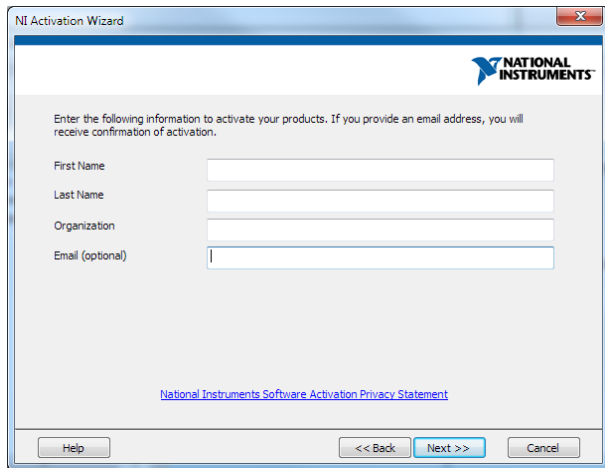 NI Activation Wizard
NATIONAL
INSTRUMENTS™
Enter the following information to activate your products. If you provide an email address, you will
receive confirmation of activation.
First Name
Last Name
Organization
Email (optional)
National Instruments Software Activation Privacy Statement
Help
<< Back
Next >>
Cancel